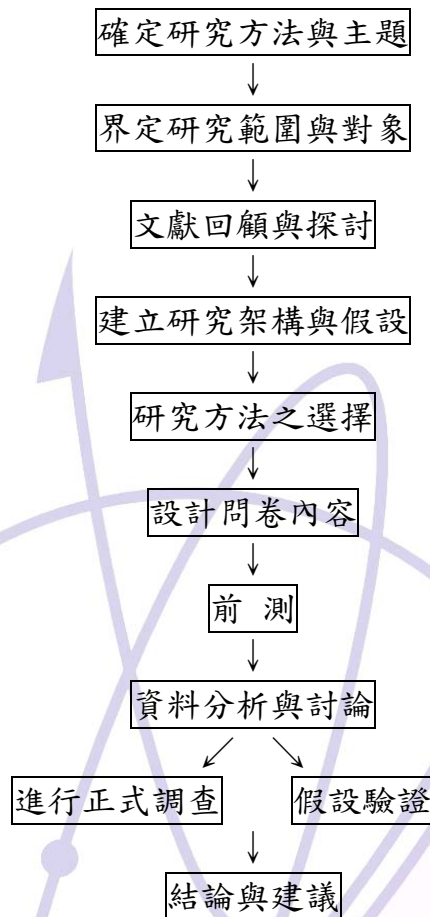 確定研究方法與主題
界定研究範圍與對象
文獻回顧與探討
建立研究架構與假設
研究方法之選擇
設計問卷內容
前 測
資料分析與討論
進行正式調查 假設驗證
結論與建議